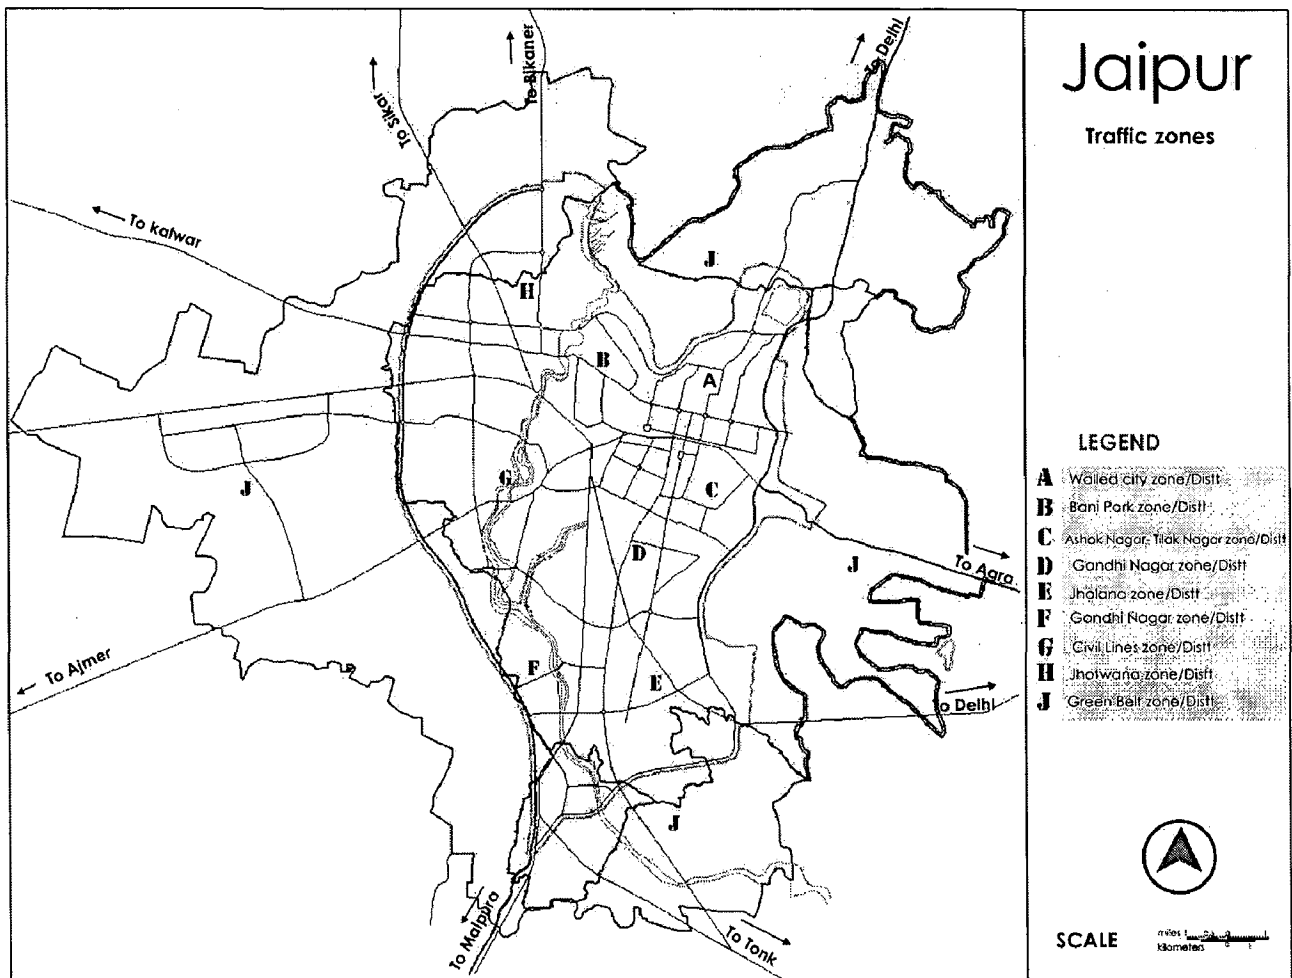 To Bikaner
To Sikar
To Delhi
To kalwar
J
H
B
A
J
G
C
D
J
To Agra
To Ajmer
F
E
To Delhi
J
To Malpura
To Tonk
Jaipur
Traffic zones
LEGEND
A Walled city zone/Distt
B Bani Park zone/Distt
C Ashok Nagar- Tilak Nagar zone/Distt
D Gandhi Nagar zone/Distt
E Jhalana zone/Distt
F Gandhi Nagar zone/Distt
G Civil Lines zone/Distt
H Jhotwana zone/Distt
J Green Belt zone/Distt
SCALE
miles
kilometers